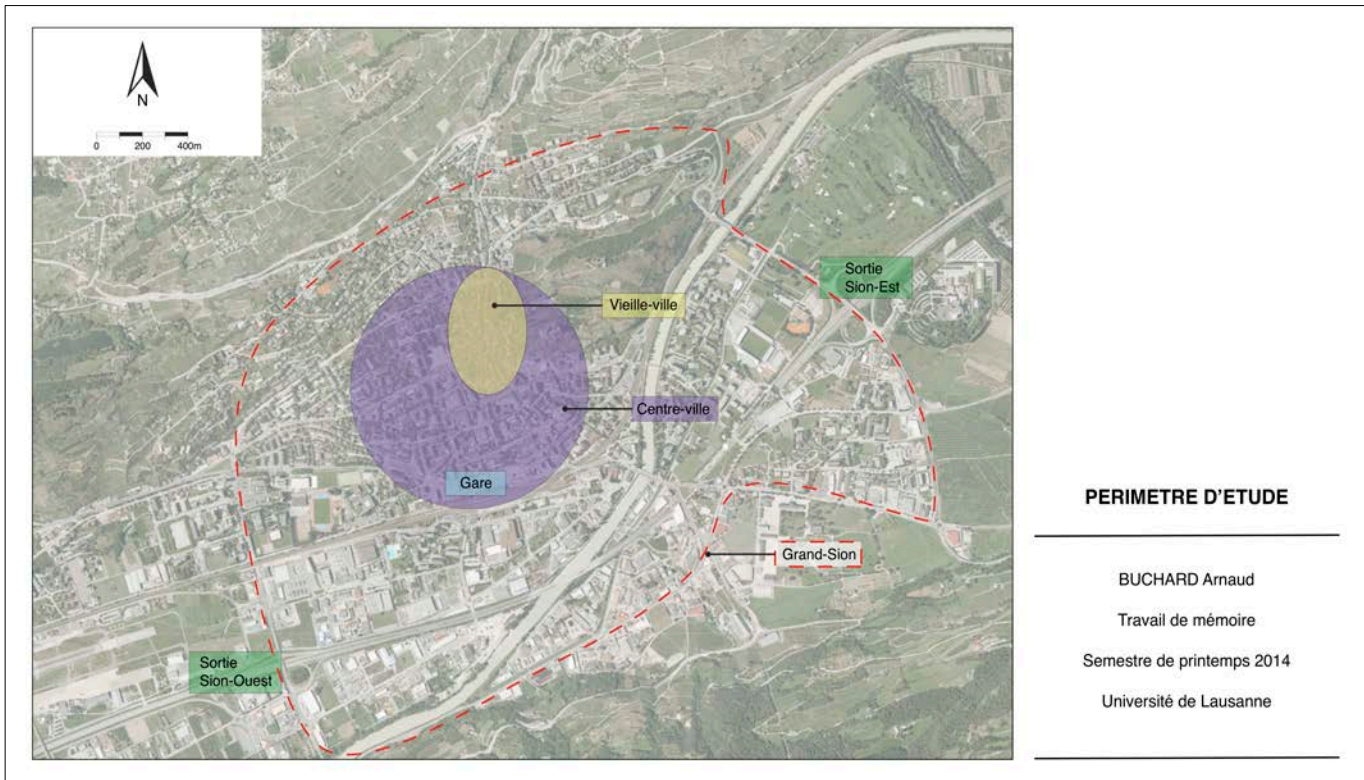 N
0 200 400m
Sortie
Sion-Est
Vieille-ville
Centre-ville
Gare
Grand-Sion
Sortie
Sion-Ouest
PERIMETRE D'ETUDE
BUCHARD Arnaud
Travail de mémoire
Semestre de printemps 2014
Université de Lausanne